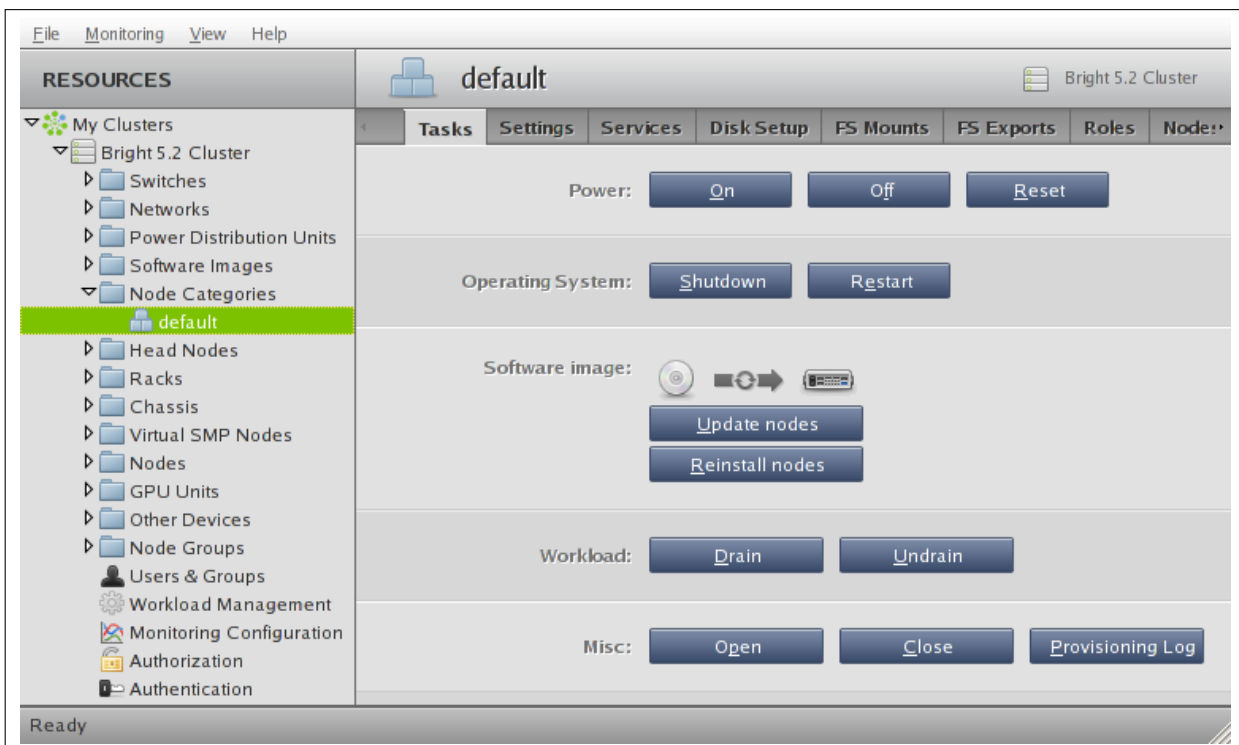 File Monitoring View Help
RESOURCES
default
Bright 5.2 Cluster
My Clusters
Bright 5.2 Cluster
Switches
Networks
Power Distribution Units
Software Images
Node Categories
default
Head Nodes
Racks
Chassis
Virtual SMP Nodes
Nodes
GPU Units
Other Devices
Node Groups
Users & Groups
Workload Management
Monitoring Configuration
Authorization
Authentication
Tasks Settings Services Disk Setup FS Mounts FS Exports Roles Nodes
Power: On Off Reset
Operating System: Shutdown Restart
Software image:
Update nodes
Reinstall nodes
Workload: Drain Undrain
Misc: Open Close Provisioning Log
Ready